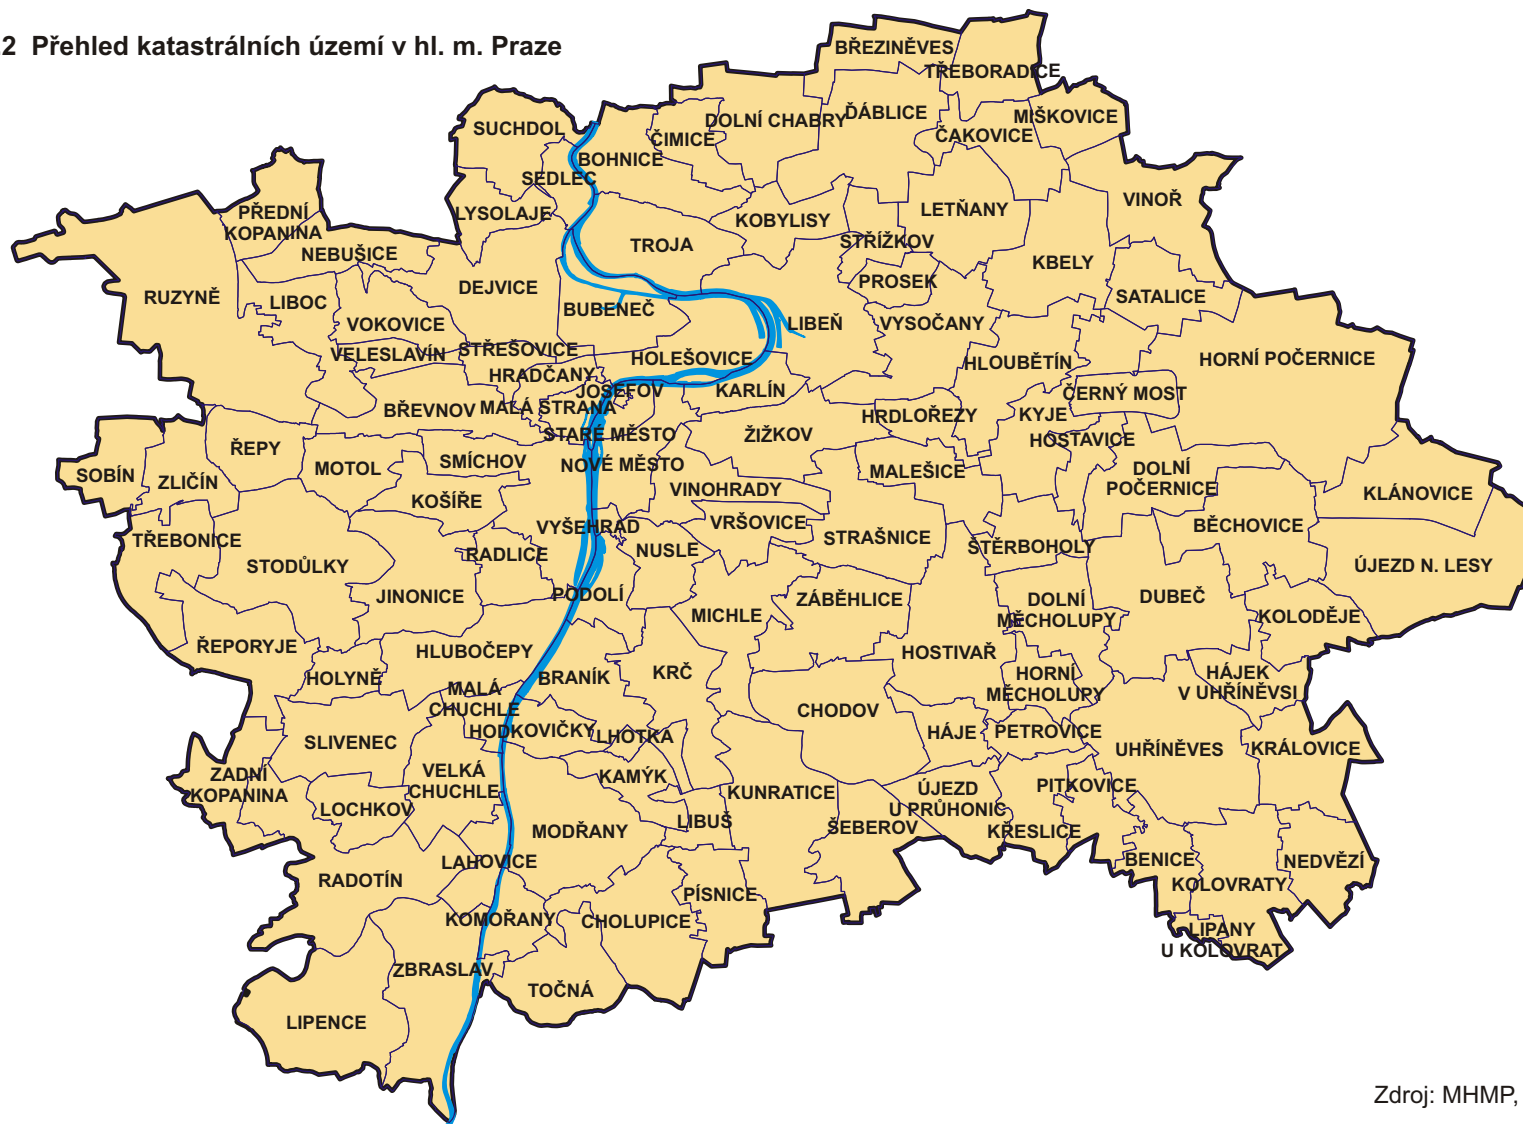 2 Přehled katastrálních území v hl. m. Praze
BŘEZINĚVES
TŘEBORADICE
ĎÁBLICE
MIŠKOVICE
DOLNÍ CHABRY
ČAKOVICE
SUCHDOL
ČIMICE
BOHNICE
SEDLEC
VINOŘ
LYSOLAJE
PŘEDNÍ
KOPANINA
LETŇANY
KOBYLISY
STŘÍŽKOV
TROJA
NEBUŠICE
KBELY
PROSEK
DEJVICE
RUZYNĚ
LIBOC
SATALICE
BUBENEČ
VOKOVICE
LIBEŇ
VYSOČANY
VELESLAVÍN
STŘEŠOVICE
HOLEŠOVICE
HLOUBĚTÍN
HORNÍ POČERNICE
HRADČANY
JOSEFOV
KARLÍN
ČERNÝ MOST
BŘEVNOV
MALÁ STRANA
HRDLOŘEZY
KYJE
STARÉ MĚSTO
ŽIŽKOV
HOSTAVICE
ŘEPY
SMÍCHOV
NOVÉ MĚSTO
MALEŠICE
DOLNÍ
POČERNICE
SOBÍN
ZLIČÍN
MOTOL
VINOHRADY
KLÁNOVICE
KOŠÍŘE
VYŠEHRAD
VRŠOVICE
BĚCHOVICE
TŘEBONICE
STRAŠNICE
ŠTĚRBOHOLY
RADLICE
NUSLE
STODŮLKY
ÚJEZD N. LESY
JINONICE
PODOLÍ
ZÁBĚHLICE
DOLNÍ
MĚCHOLUPY
DUBEČ
MICHLE
KOLODĚJE
ŘEPORYJE
HLUBOČEPY
HOSTIVAŘ
HOLYNĚ
BRANÍK
KRČ
HORNÍ
MĚCHOLUPY
HÁJEK
V UHŘÍNĚVSI
MALÁ
CHUCHLE
CHODOV
HODKOVIČKY
LHOTKA
HÁJE
PETROVICE
SLIVENEC
UHŘÍNĚVES
KRÁLOVICE
ZADNÍ
KOPANINA
VELKÁ
CHUCHLE
KAMÝK
KUNRATICE
ÚJEZD
U PRŮHONIC
PITKOVICE
LOCHKOV
MODŘANY
LIBUŠ
ŠEBEROV
KŘESLICE
LAHOVICE
BENICE
NEDVĚZÍ
RADOTÍN
PÍSNICE
KOLOVRATY
KOMOŘANY
CHOLUPICE
LIPANY
U KOLOVRAT
ZBRASLAV
TOČNÁ
LIPENCE
Zdroj: MHMP,